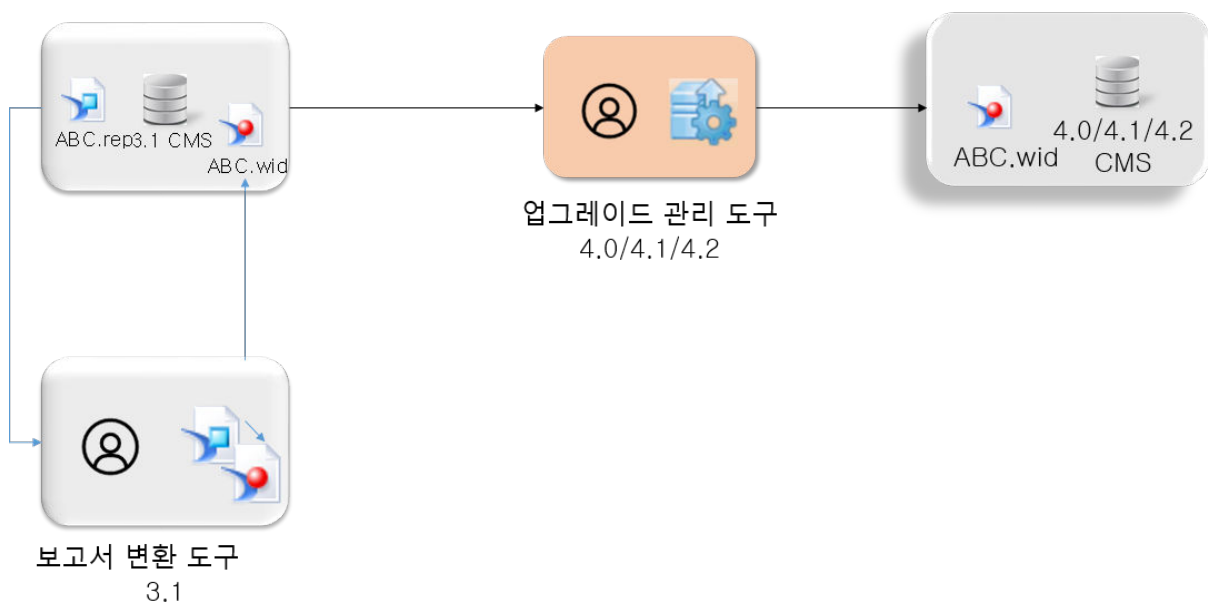 ABC.rep3.1 CMS
ABC.wid
업그레이드 관리 도구
4.0/4.1/4.2
ABC.wid
4.0/4.1/4.2
CMS
보고서 변환 도구
3.1